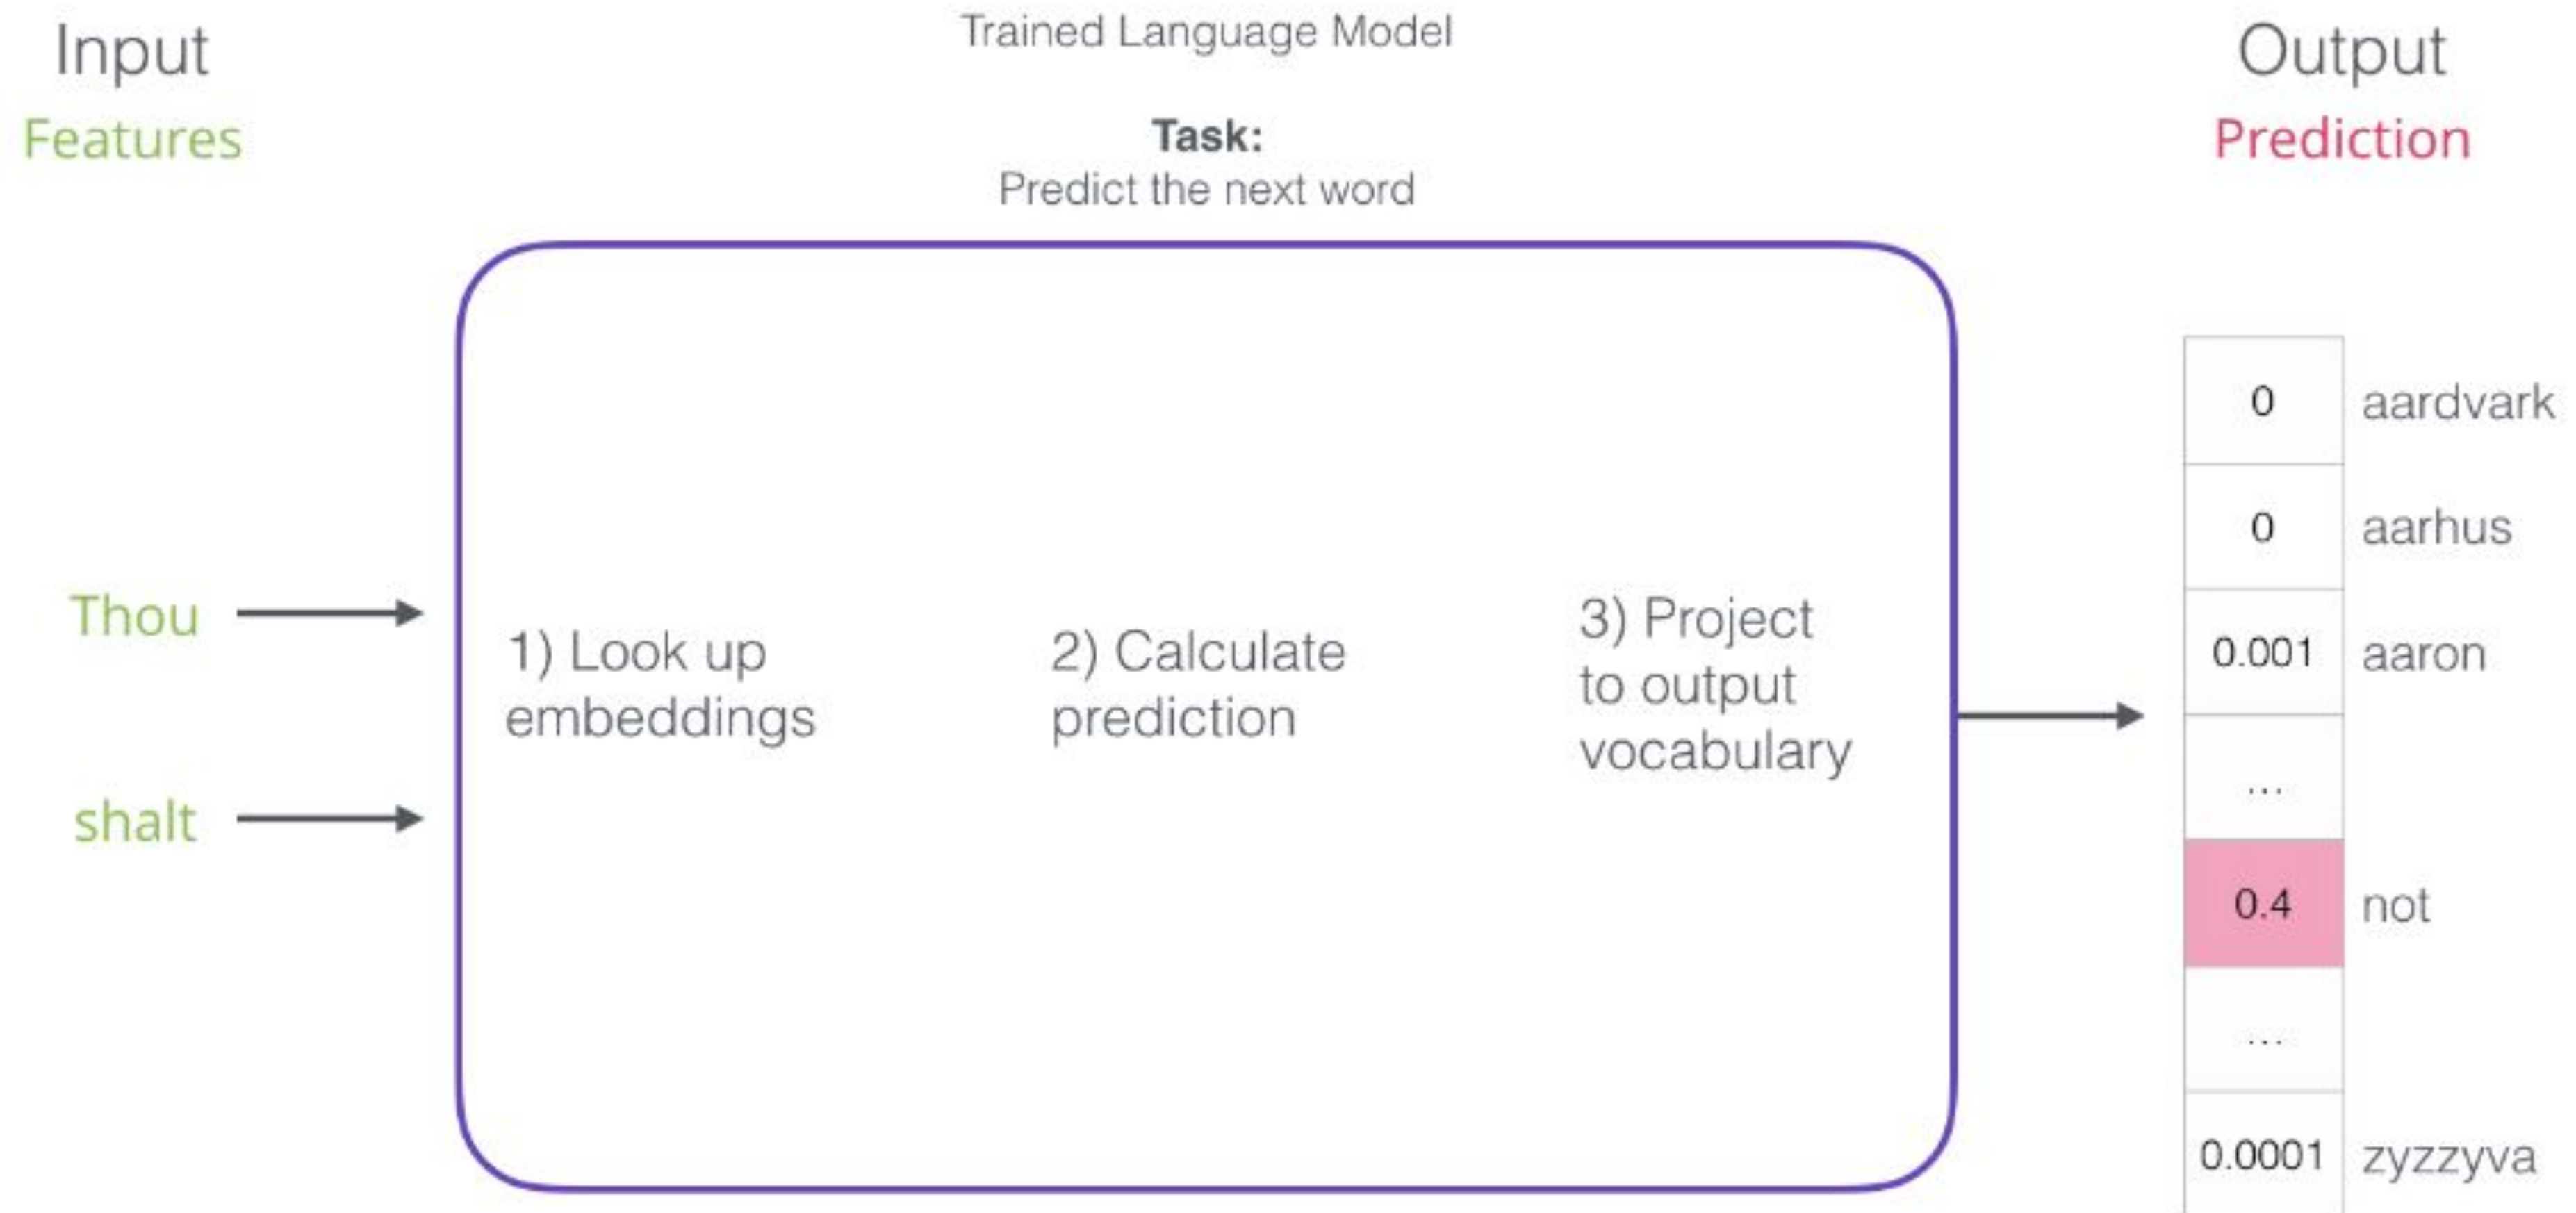 Input
Features
Trained Language Model
Task:
Predict the next word
Output
Prediction
Thou
shalt
1) Look up
embeddings
2) Calculate
prediction
3) Project
to output
vocabulary
0 aardvark
0 aarhus
0.001 aaron
...
0.4 not
...
0.0001 zyzzyva